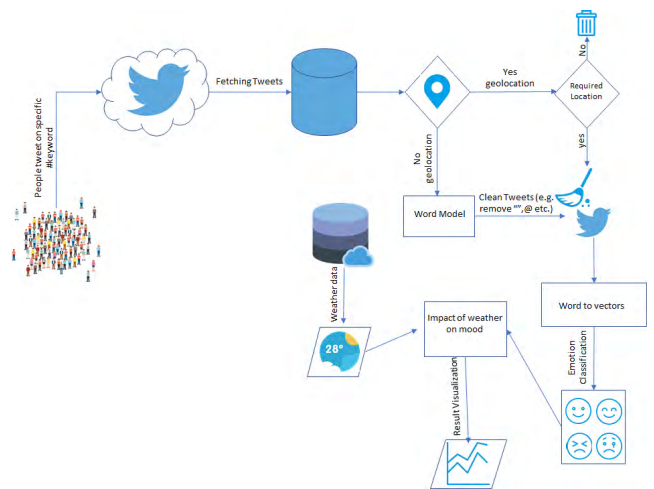 People tweet on specific
#keyword
Fetching Tweets
Yes
geolocation
No
Required
Location
yes
No
geolocation
Word Model
Clean Tweets (e.g.
remove “”,@ etc.)
Word to vectors
Emotion
Classification
Weather data
28°
Impact of weather
on mood
Result Visualization